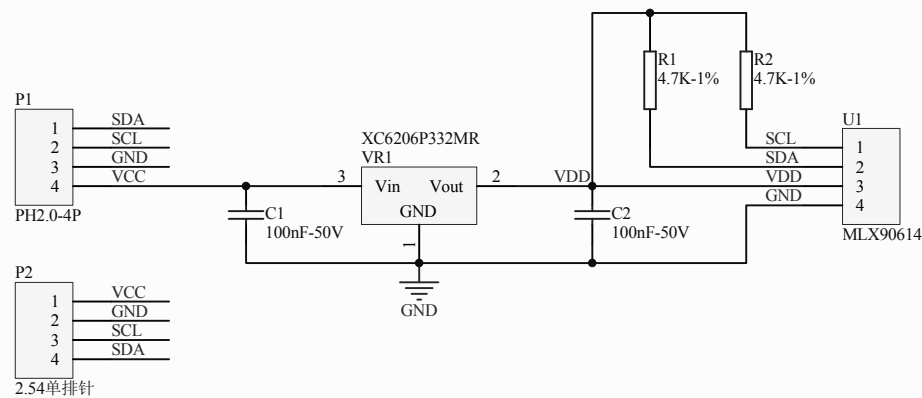 P1
1 SDA
2 SCL
3 GND
4 VCC
PH2.0-4P
P2
1 VCC
2 GND
3 SCL
4 SDA
2.54单排针
C1
100nF-50V
XC6206P332MR
VR1
3 Vin Vout 2
GND
1
GND
VDD
C2
100nF-50V
R1
4.7K-1%
R2
4.7K-1%
U1
SCL 1
SDA 2
VDD 3
GND 4
MLX90614